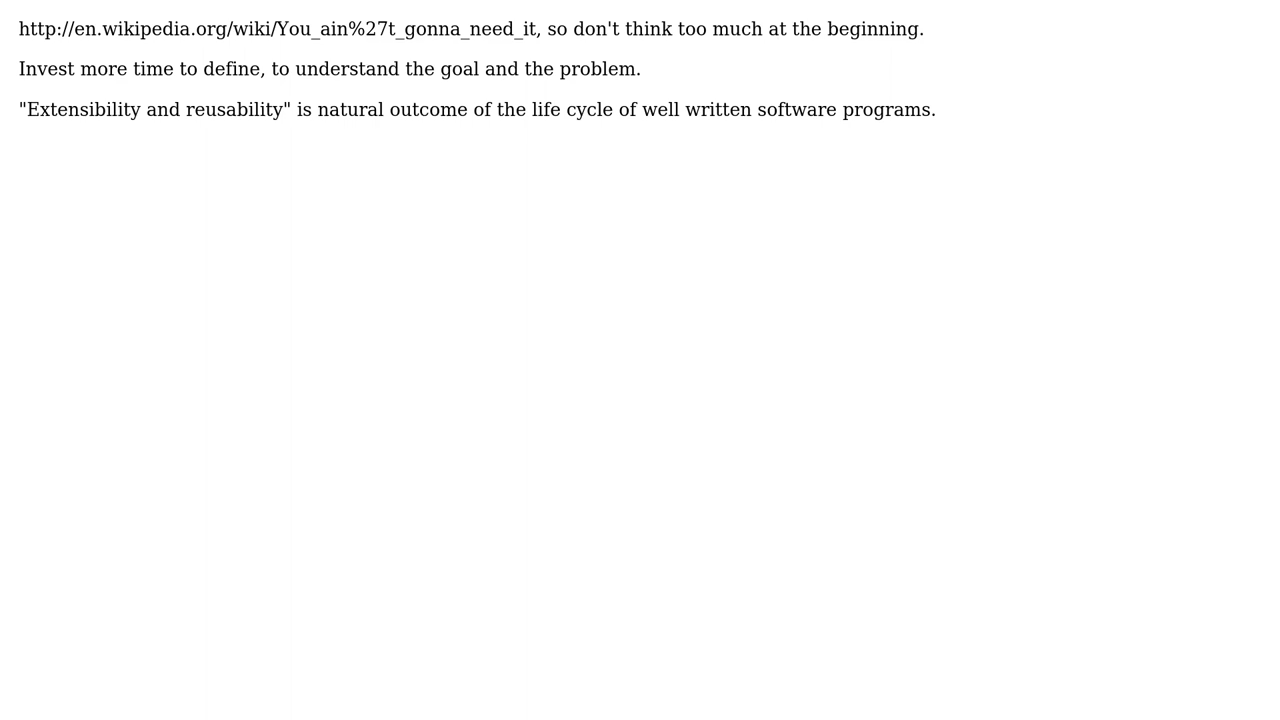 http://en.wikipedia.org/wiki/You_ain%27t_gonna_need_it, so don't think too much at the beginning.
Invest more time to define, to understand the goal and the problem.
"Extensibility and reusability" is natural outcome of the life cycle of well written software programs.